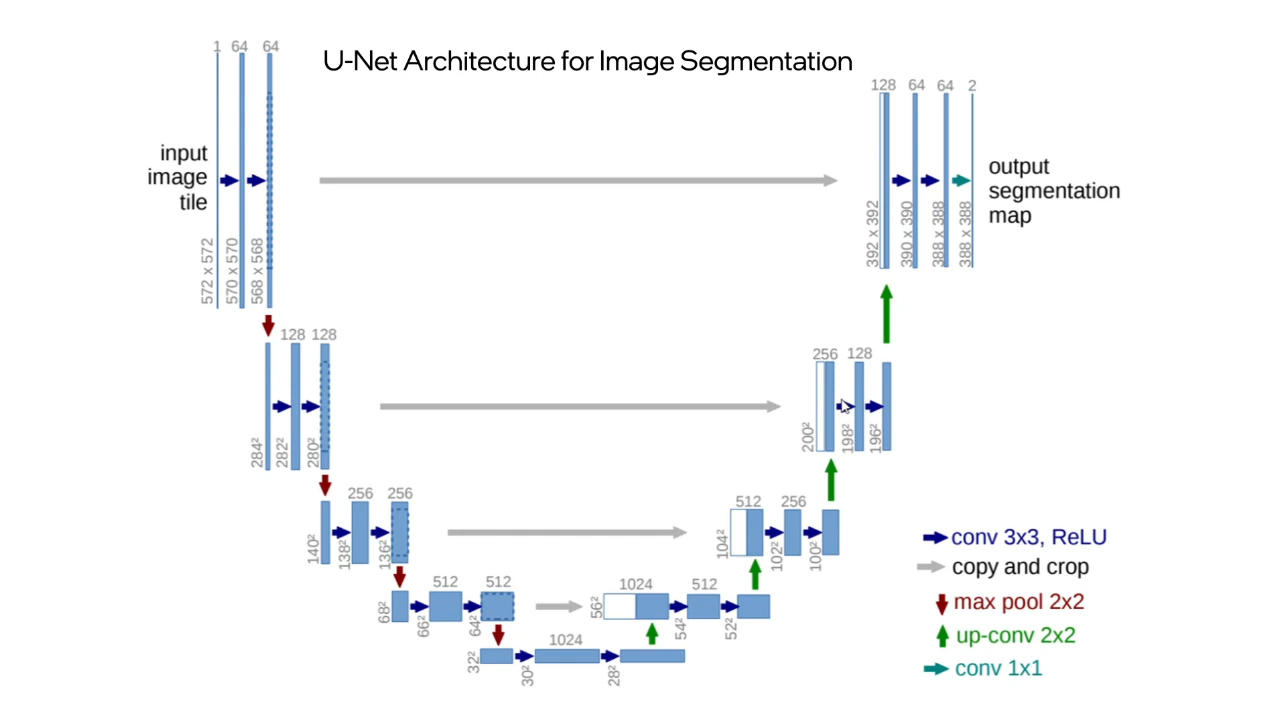 U-Net Architecture for Image Segmentation
1 64 64
128 64 64 2
input
image
tile
output
segmentation
map
572 x 572
570 x 570
568 x 568
392 x 392
390 x 390
388 x 388
388 x 388
128 128
256 128
284²
282²
280²
200²
198²
196²
256 256
512 256
140²
138²
136²
104²
102²
100²
conv 3x3, ReLU
copy and crop
max pool 2x2
up-conv 2x2
conv 1x1
512 512
1024 512
68²
66²
64²
56²
54²
52²
1024
32²
30²
28²